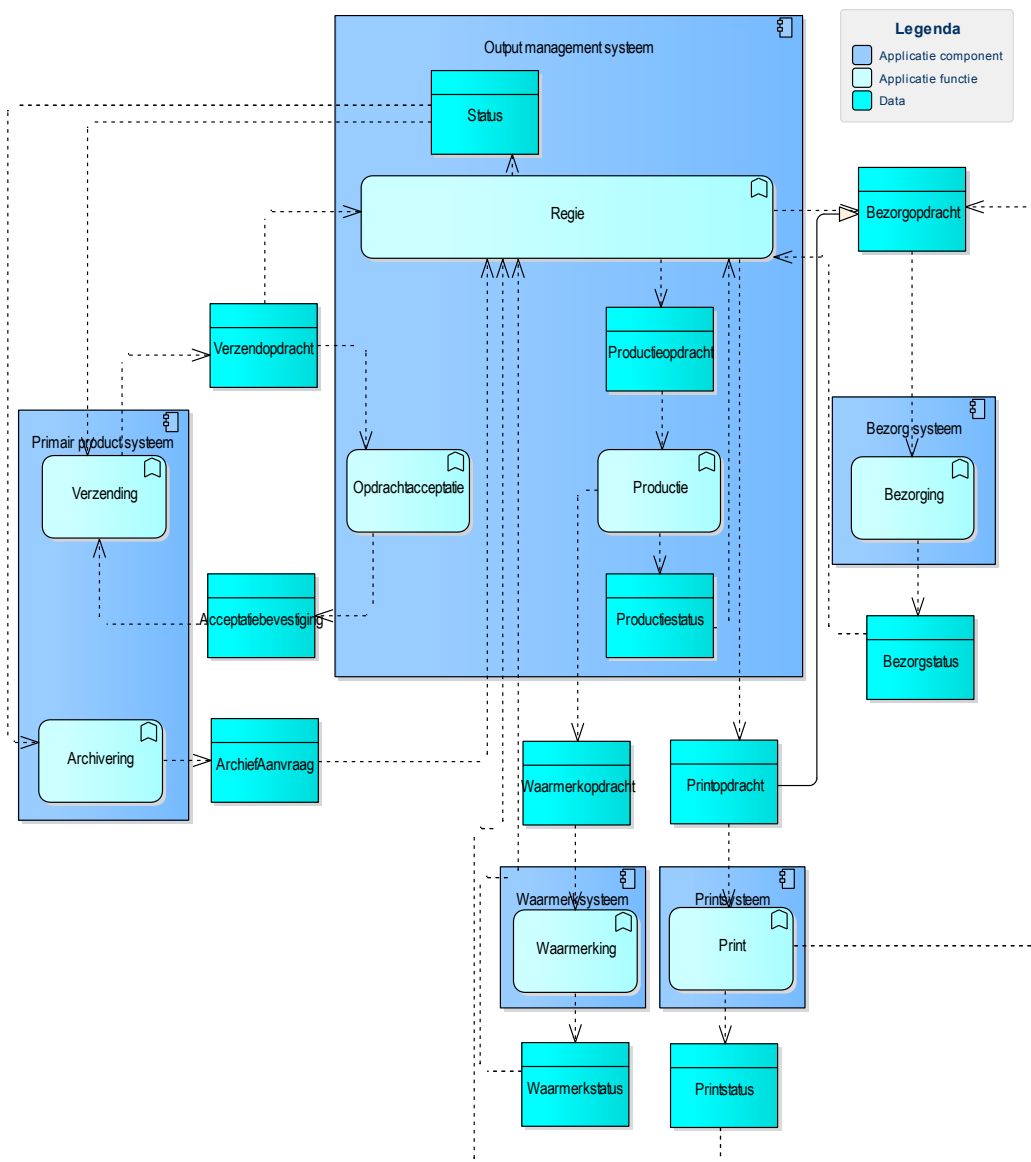 Legenda
Applicatie component
Applicatie functie
Data
Output management systeem
Status
Regie
Bezorgopdracht
Verzendopdracht
Productieopdracht
Primair product systeem
Verzending
Opdrachtacceptatie
Productie
Bezorg systeem
Bezorging
Acceptatiebevestiging
Productiestatus
Bezorgstatus
Archivering
ArchiefAanvraag
Waarmerkopdracht
Printopdracht
Waarmerksysteem
Printsysteem
Waarmerking
Print
Waarmerkstatus
Printstatus